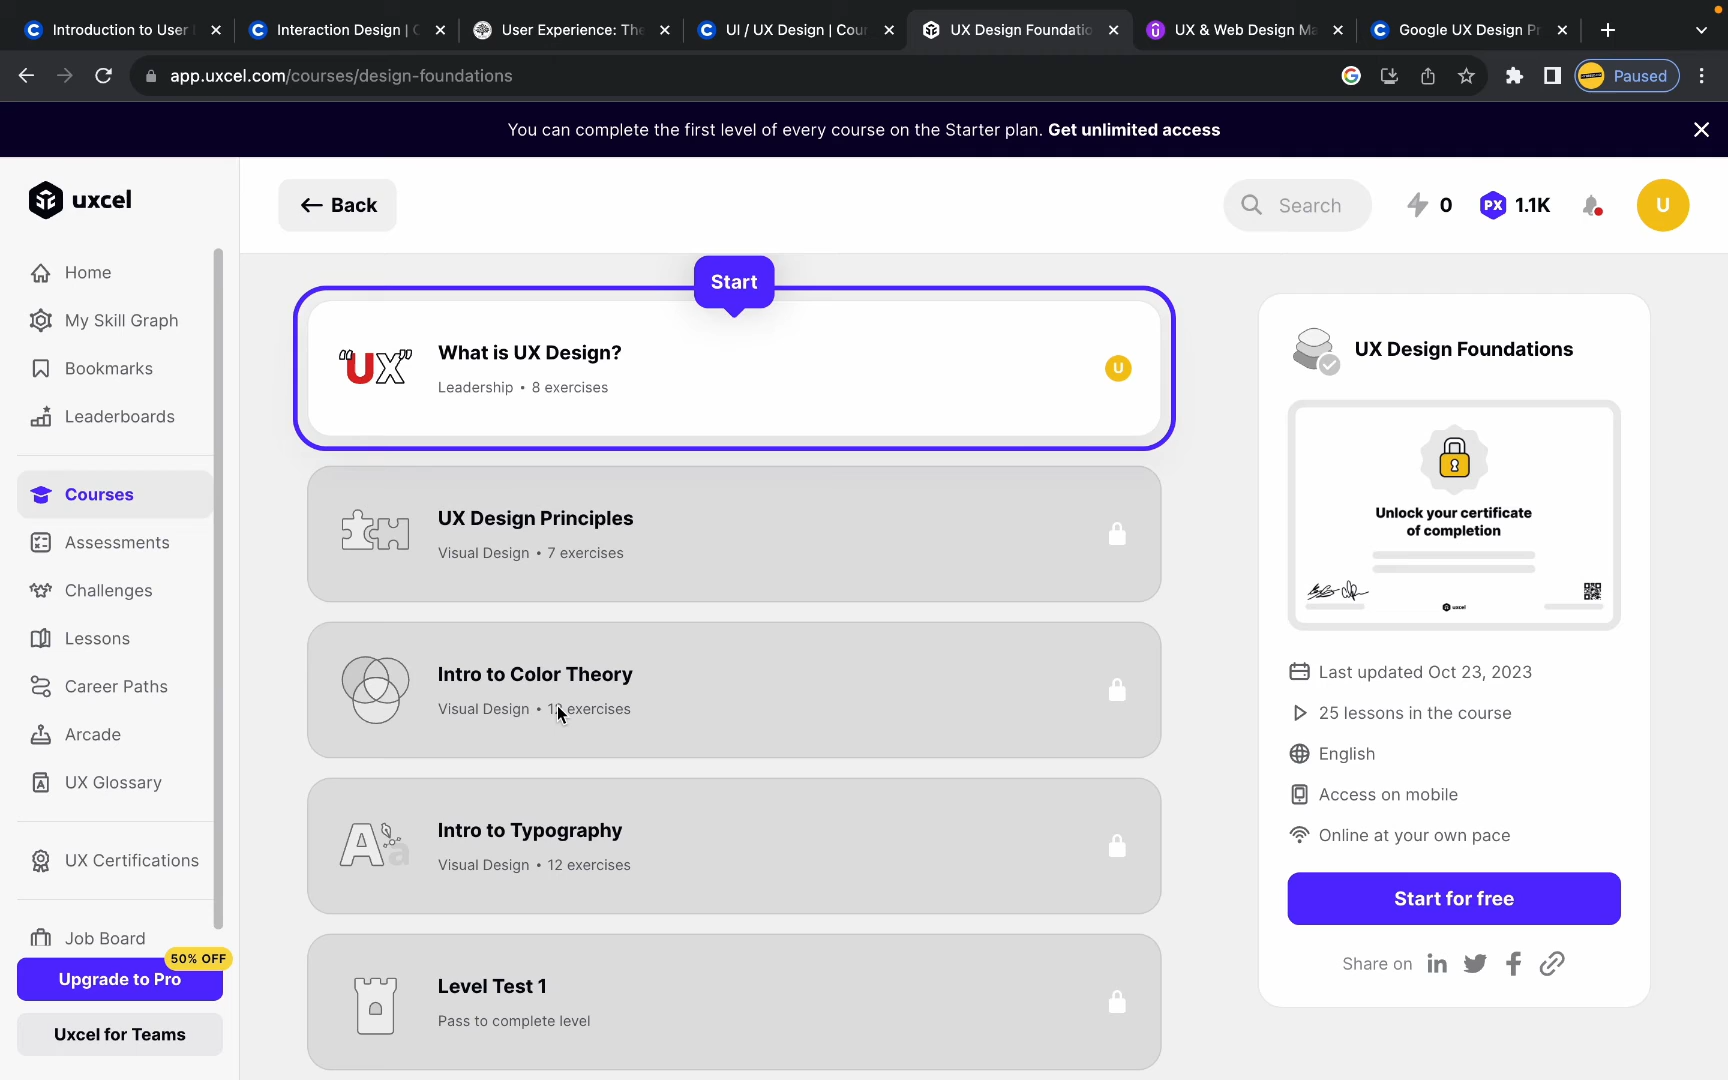 Introduction to User
Interaction Design | C
User Experience: The
UI / UX Design | Cour
UX Design Foundatio
UX & Web Design Ma
Google UX Design Pr
app.uxcel.com/courses/design-foundations
Paused
You can complete the first level of every course on the Starter plan. Get unlimited access
uxcel
Back
Search
0
PX 1.1K
U
Home
My Skill Graph
Bookmarks
Leaderboards
Courses
Assessments
Challenges
Lessons
Career Paths
Arcade
UX Glossary
UX Certifications
Job Board
50% OFF
Upgrade to Pro
Uxcel for Teams
Start
"UX"
What is UX Design?
Leadership • 8 exercises
U
UX Design Principles
Visual Design • 7 exercises
Intro to Color Theory
Visual Design • exercises
Aa
Intro to Typography
Visual Design • 12 exercises
Level Test 1
Pass to complete level
UX Design Foundations
Unlock your certificate
of completion
uxcel
Last updated Oct 23, 2023
25 lessons in the course
English
Access on mobile
Online at your own pace
Start for free
Share on